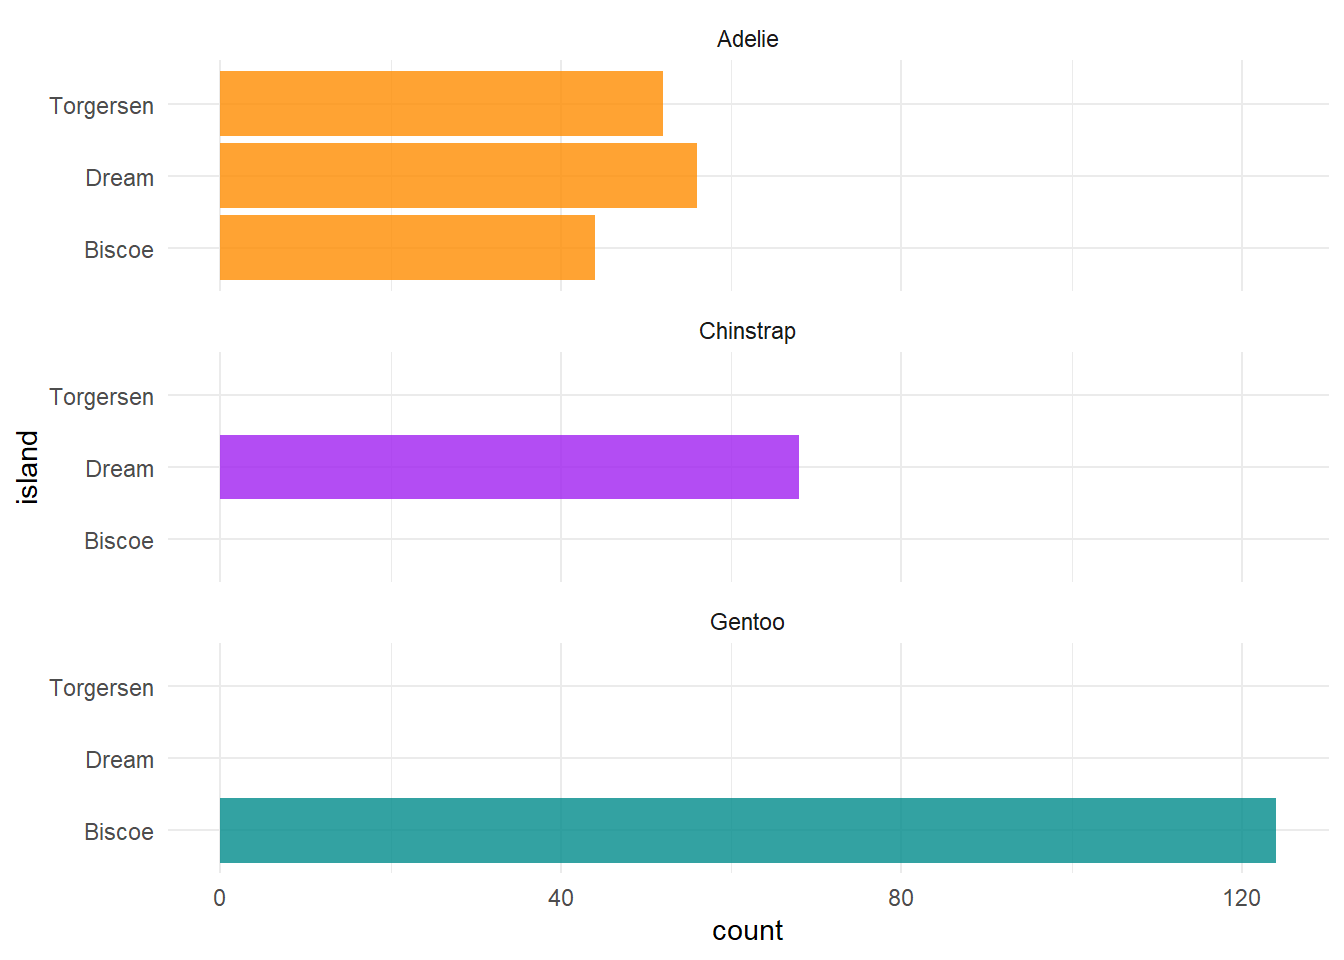 Adelie
Torgersen
Dream
Biscoe
Chinstrap
Torgersen
Dream
Biscoe
island
Gentoo
Torgersen
Dream
Biscoe
0 40 80 120
count